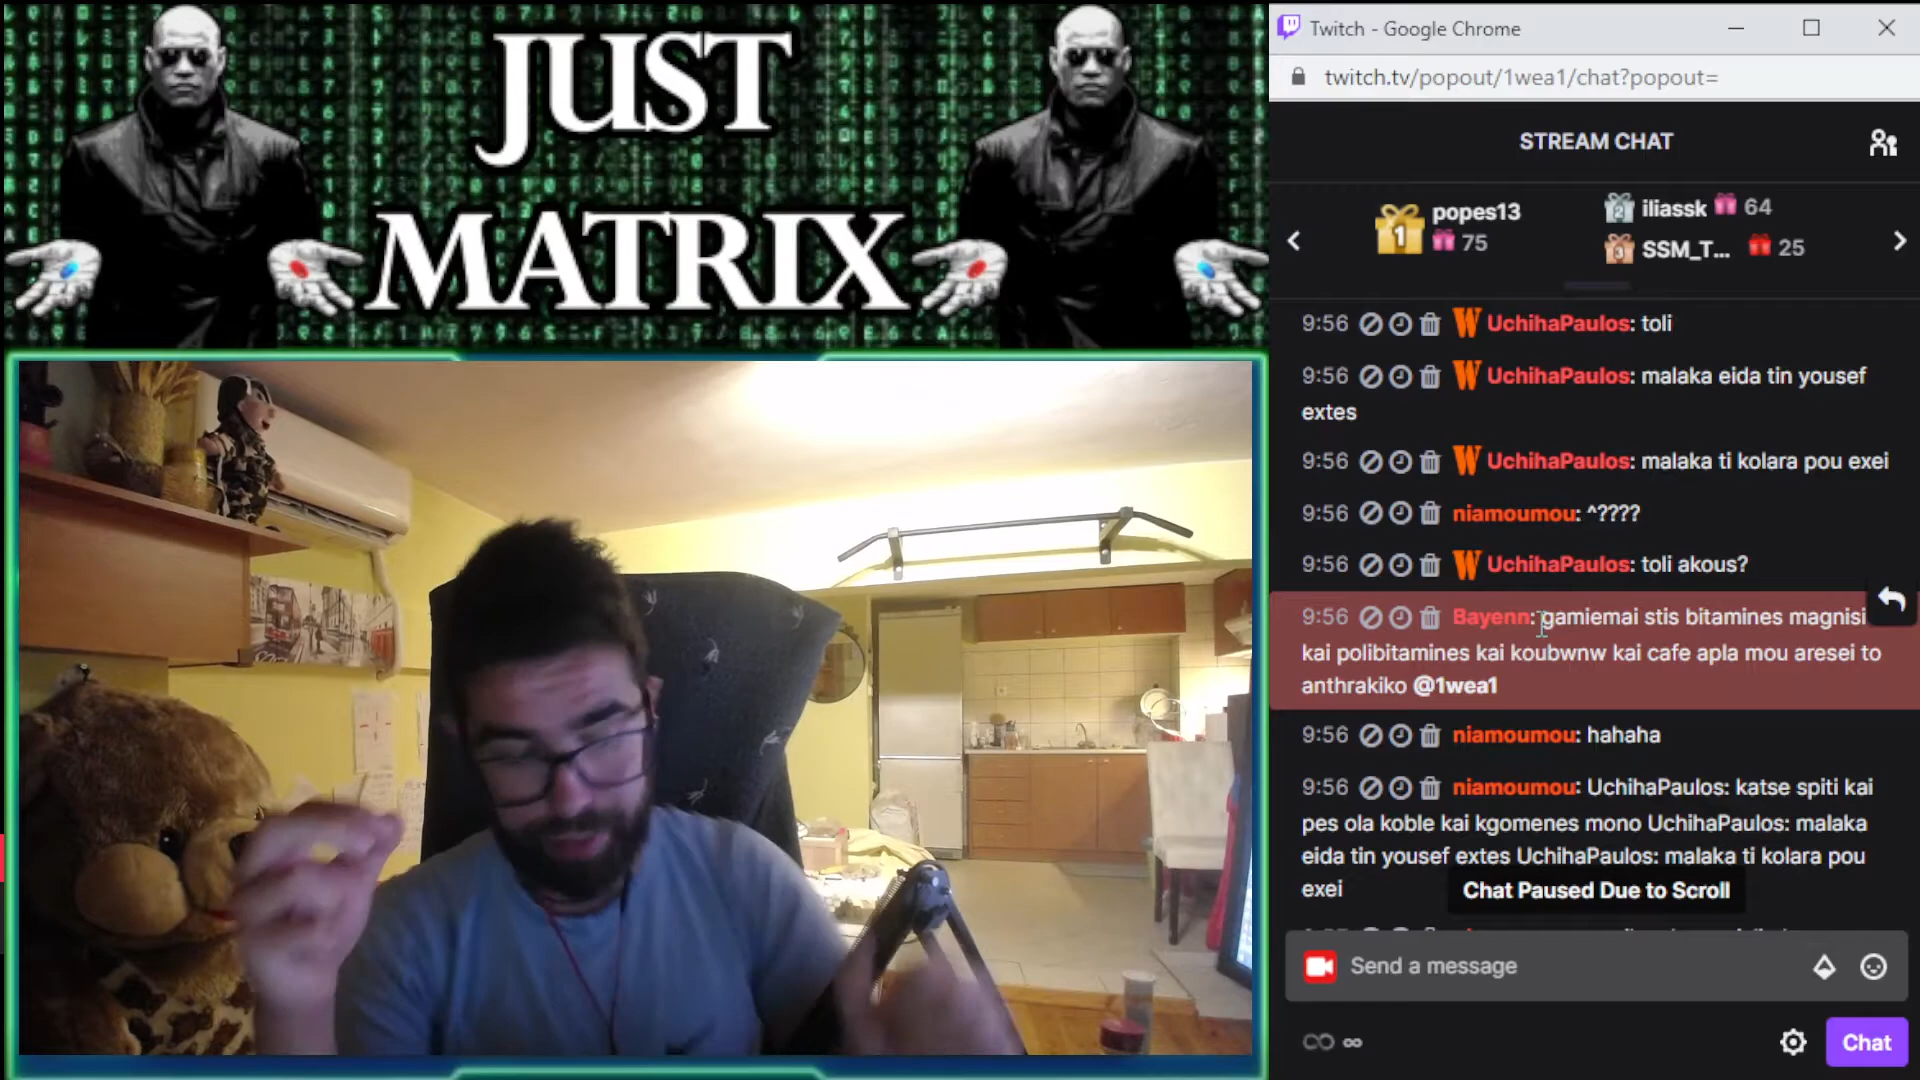 JUST
MATRIX
Twitch - Google Chrome
twitch.tv/popout/1wea1/chat?popout=
STREAM CHAT
1 popes13 75
2 iliassk 64
3 SSM_T... 25
9:56 UchihaPaulos: toli
9:56 UchihaPaulos: malaka eida tin yousef
extes
9:56 UchihaPaulos: malaka ti kolara pou exei
9:56 niamoumou: ^????
9:56 UchihaPaulos: toli akous?
9:56 Bayenn: gamiemai stis bitamines magnisi
kai polibitamines kai koubwnw kai cafe apla mou aresei to
anthrakiko @1wea1
9:56 niamoumou: hahaha
9:56 niamoumou: UchihaPaulos: katse spiti kai
pes ola koble kai kgomenes mono UchihaPaulos: malaka
eida tin yousef extes UchihaPaulos: malaka ti kolara pou
exei
Chat Paused Due to Scroll
Send a message
Chat